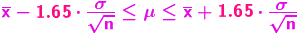 x̄ − 1.65 · σ/√n ≤ μ ≤ x̄ + 1.65 · σ/√n